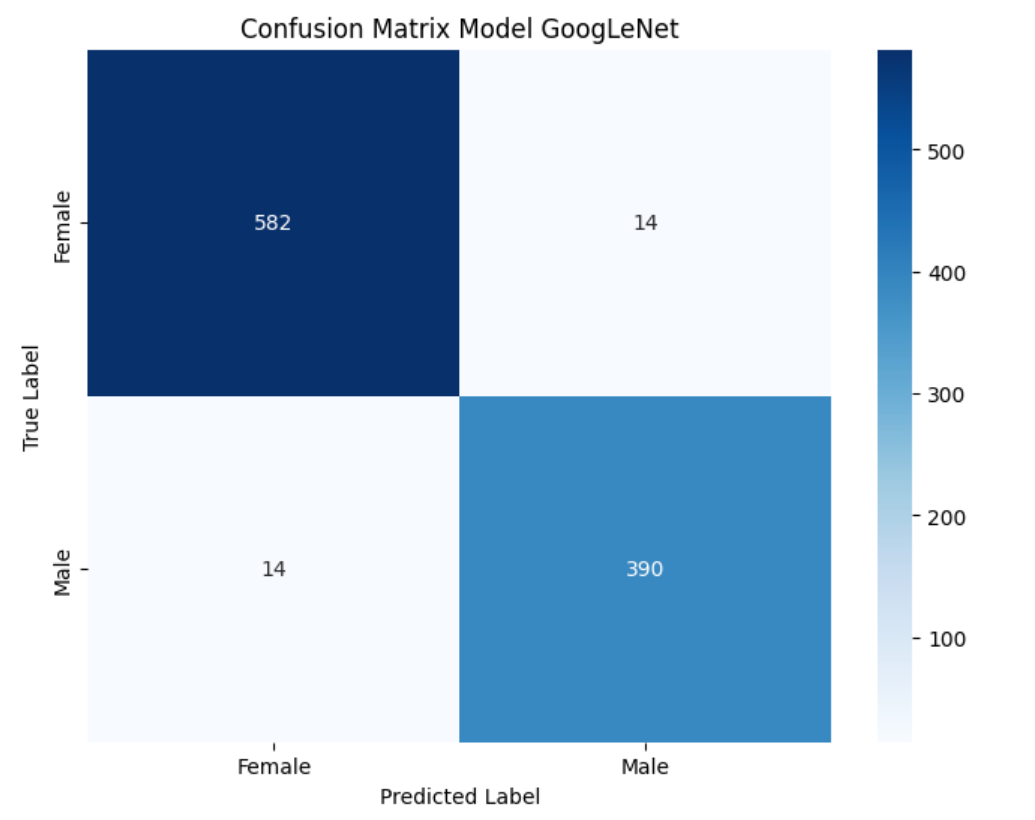 Confusion Matrix Model GoogLeNet
Female
Male
True Label
582
14
14
390
Female
Male
Predicted Label
500
400
300
200
100